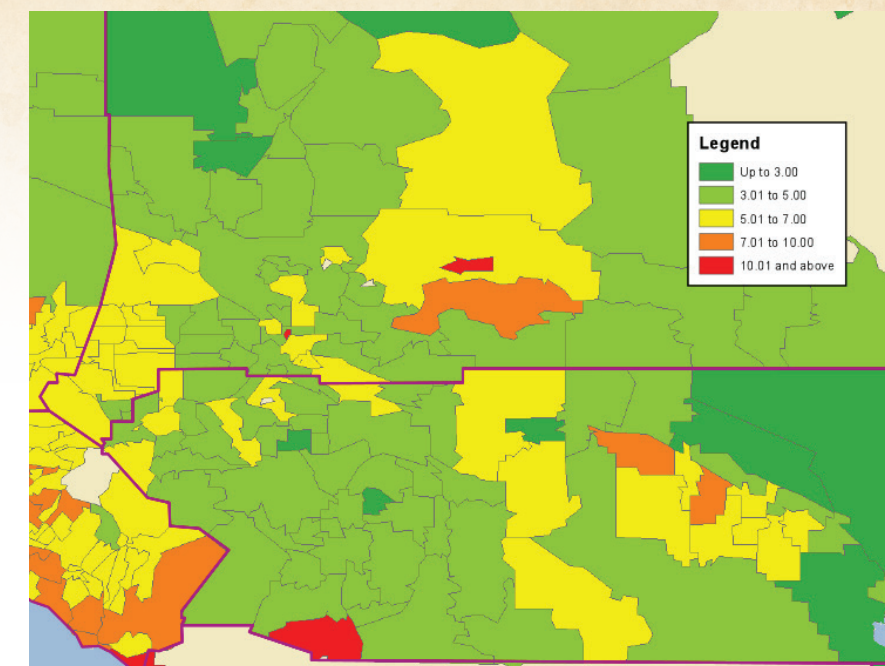 Legend
Up to 3.00
3.01 to 5.00
5.01 to 7.00
7.01 to 10.00
10.01 and above